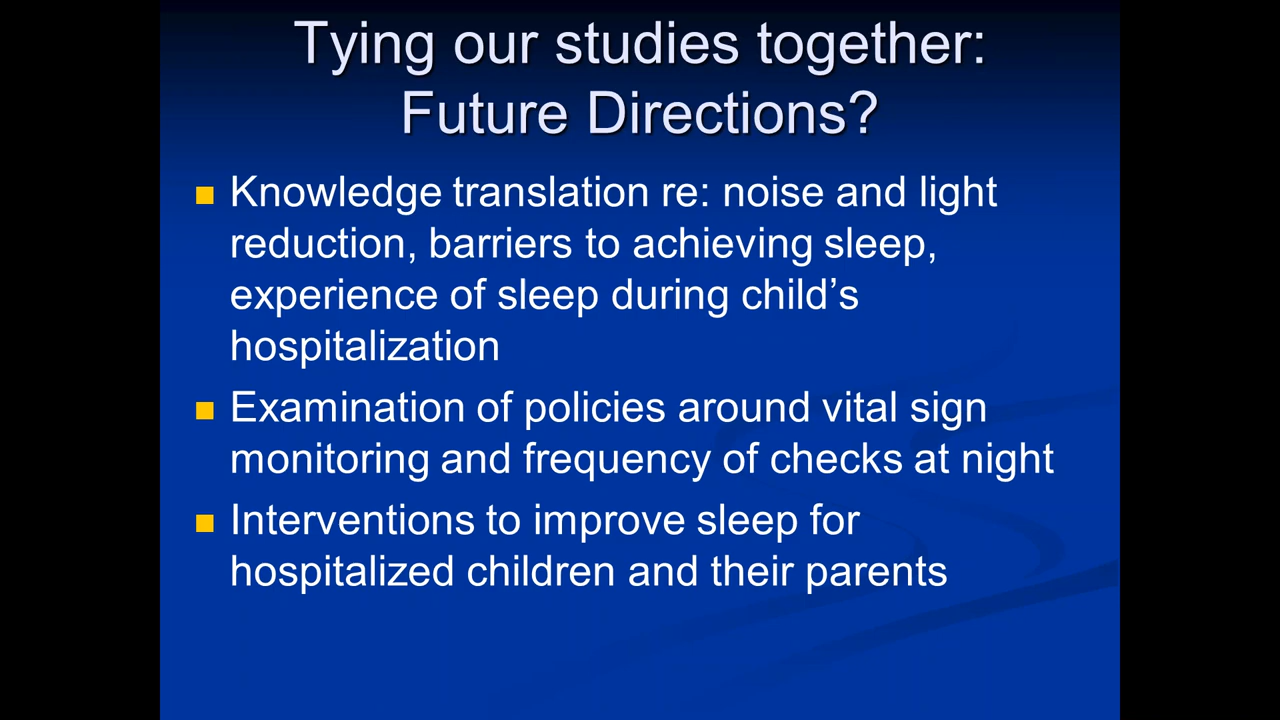 Tying our studies together:
Future Directions?
Knowledge translation re: noise and light
reduction, barriers to achieving sleep,
experience of sleep during child’s
hospitalization
Examination of policies around vital sign
monitoring and frequency of checks at night
Interventions to improve sleep for
hospitalized children and their parents